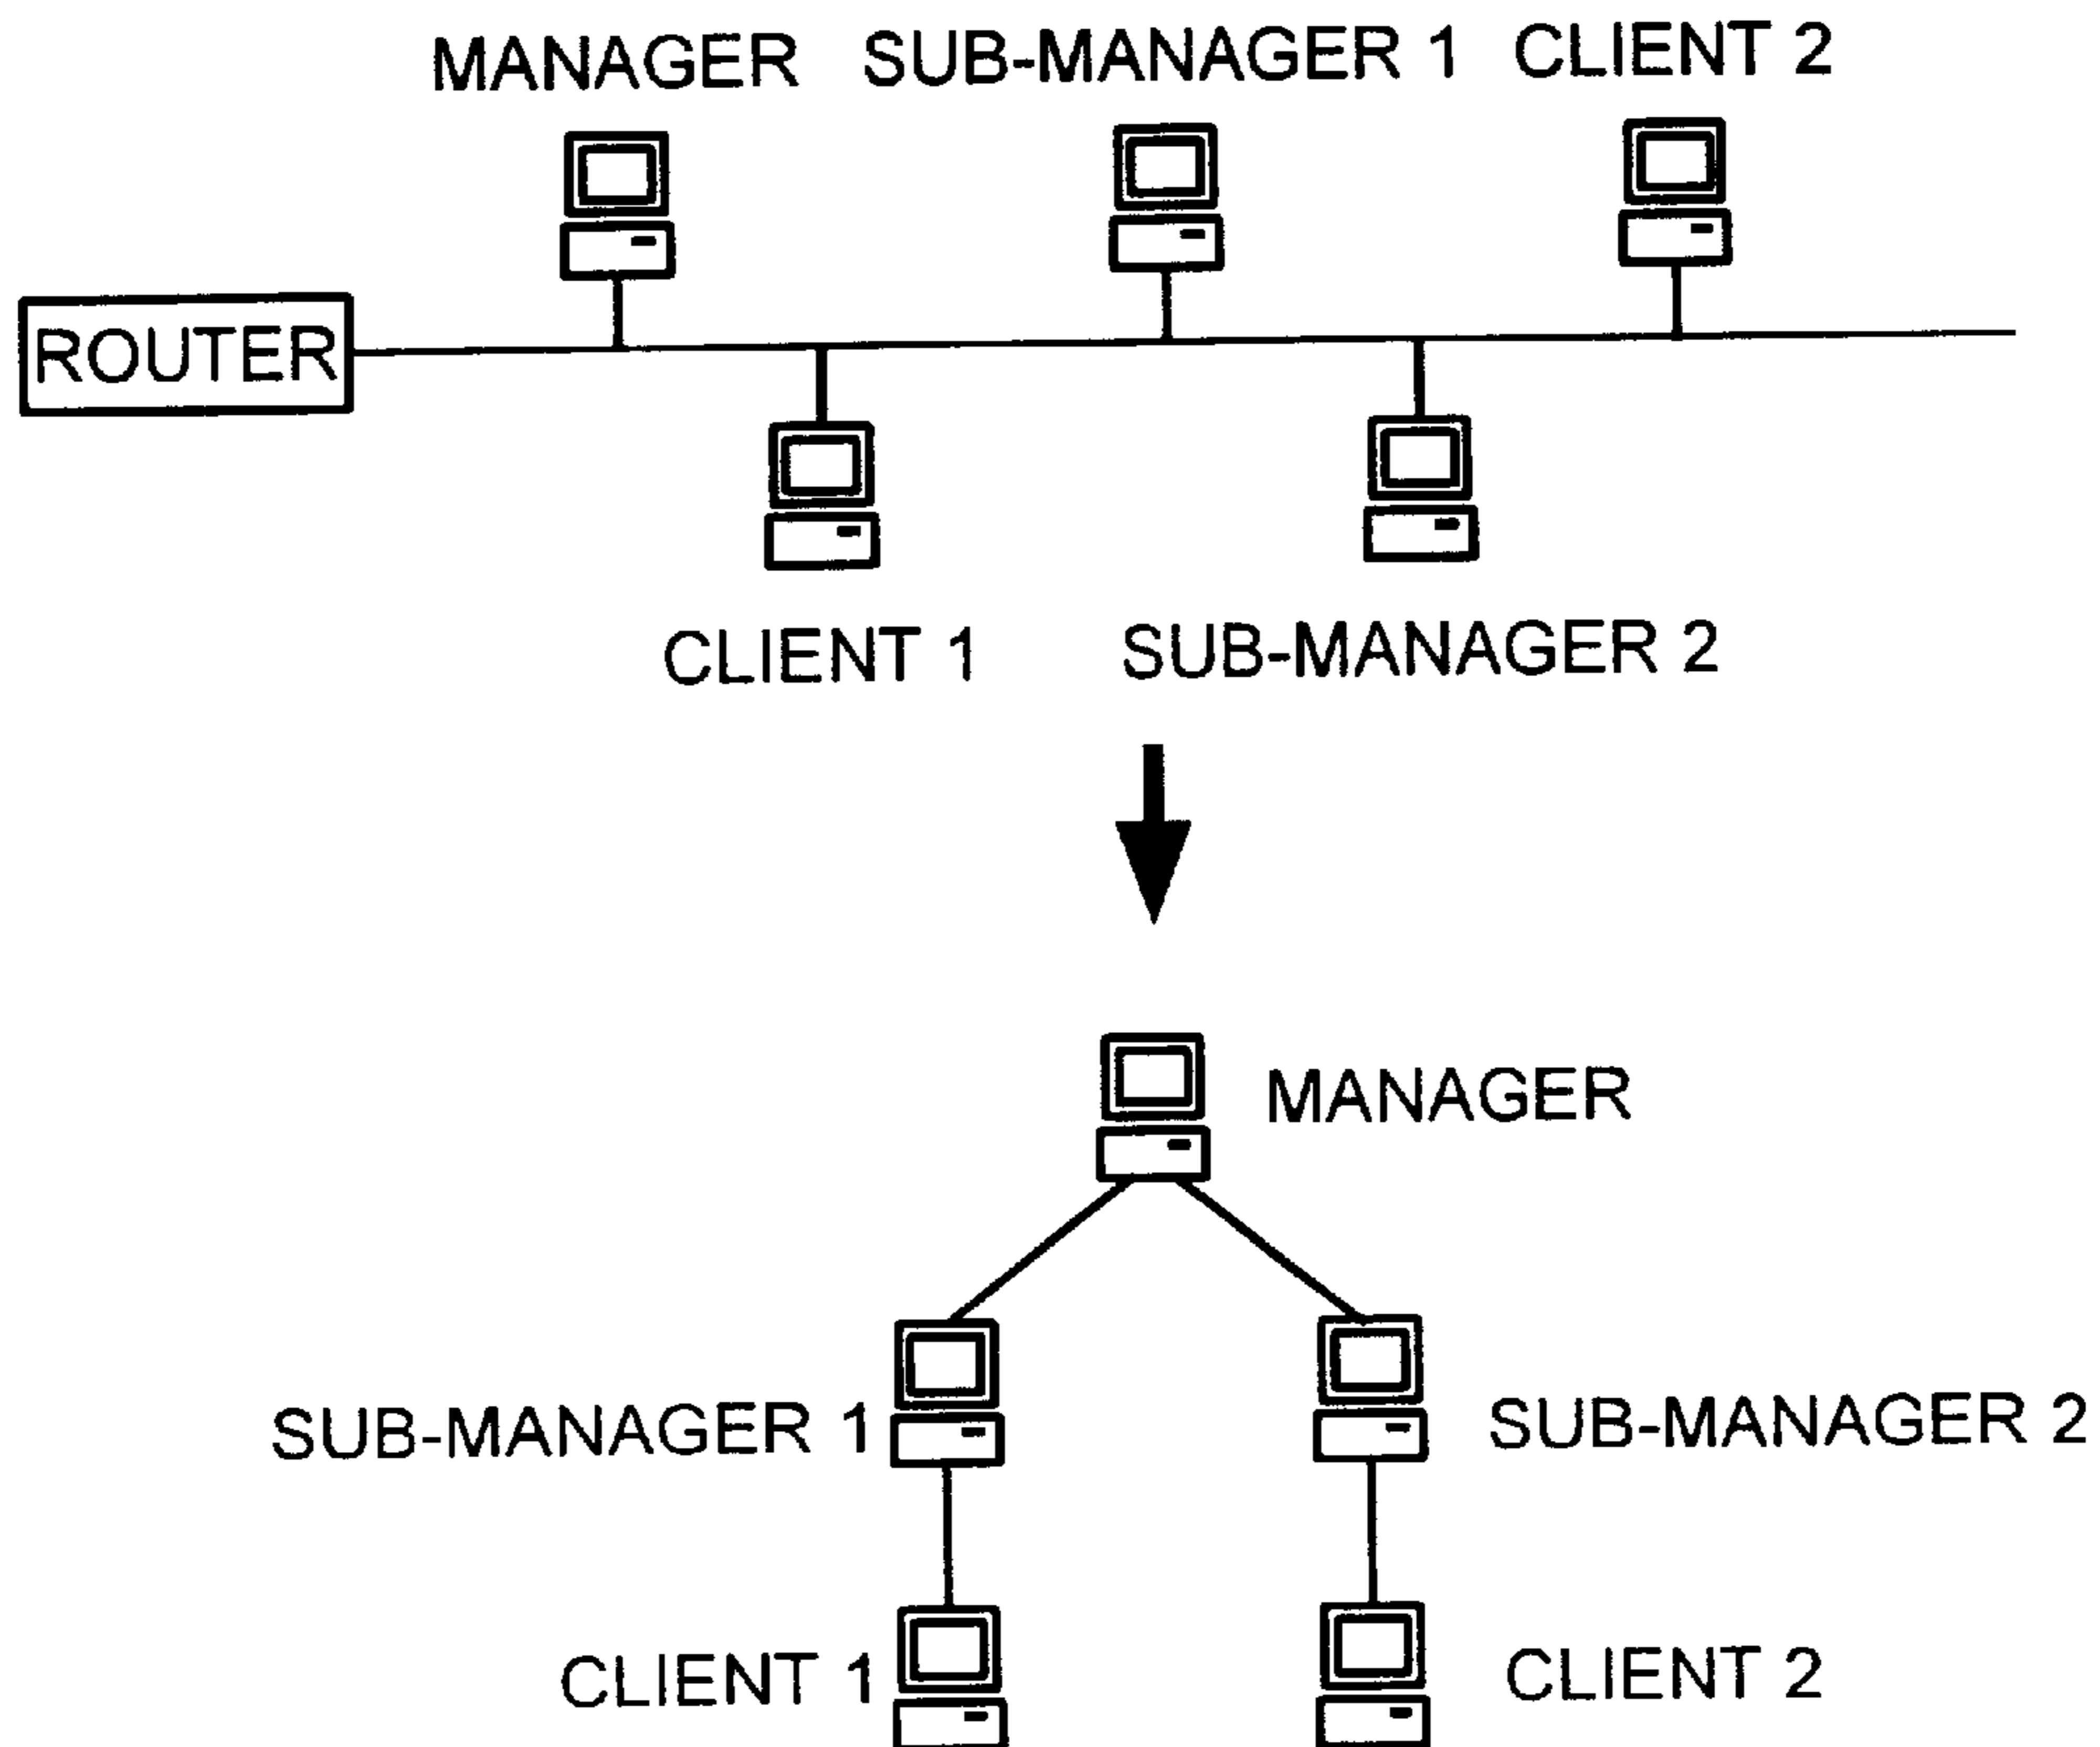 MANAGER SUB-MANAGER 1 CLIENT 2
ROUTER
CLIENT 1 SUB-MANAGER 2
MANAGER
SUB-MANAGER 1 SUB-MANAGER 2
CLIENT 1 CLIENT 2